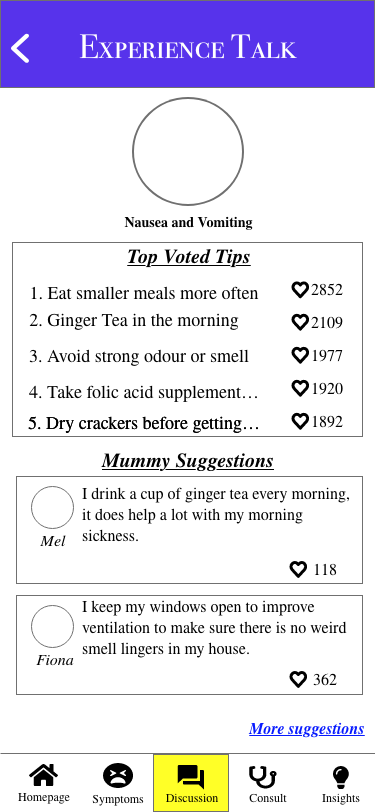 Experience Talk
Nausea and Vomiting
Top Voted Tips
1. Eat smaller meals more often 2852
2. Ginger Tea in the morning 2109
3. Avoid strong odour or smell 1977
4. Take folic acid supplement… 1920
5. Dry crackers before getting… 1892
Mummy Suggestions
I drink a cup of ginger tea every morning,
it does help a lot with my morning
sickness.
Mel
118
I keep my windows open to improve
ventilation to make sure there is no weird
smell lingers in my house.
Fiona
362
More suggestions
Homepage Symptoms Discussion Consult Insights